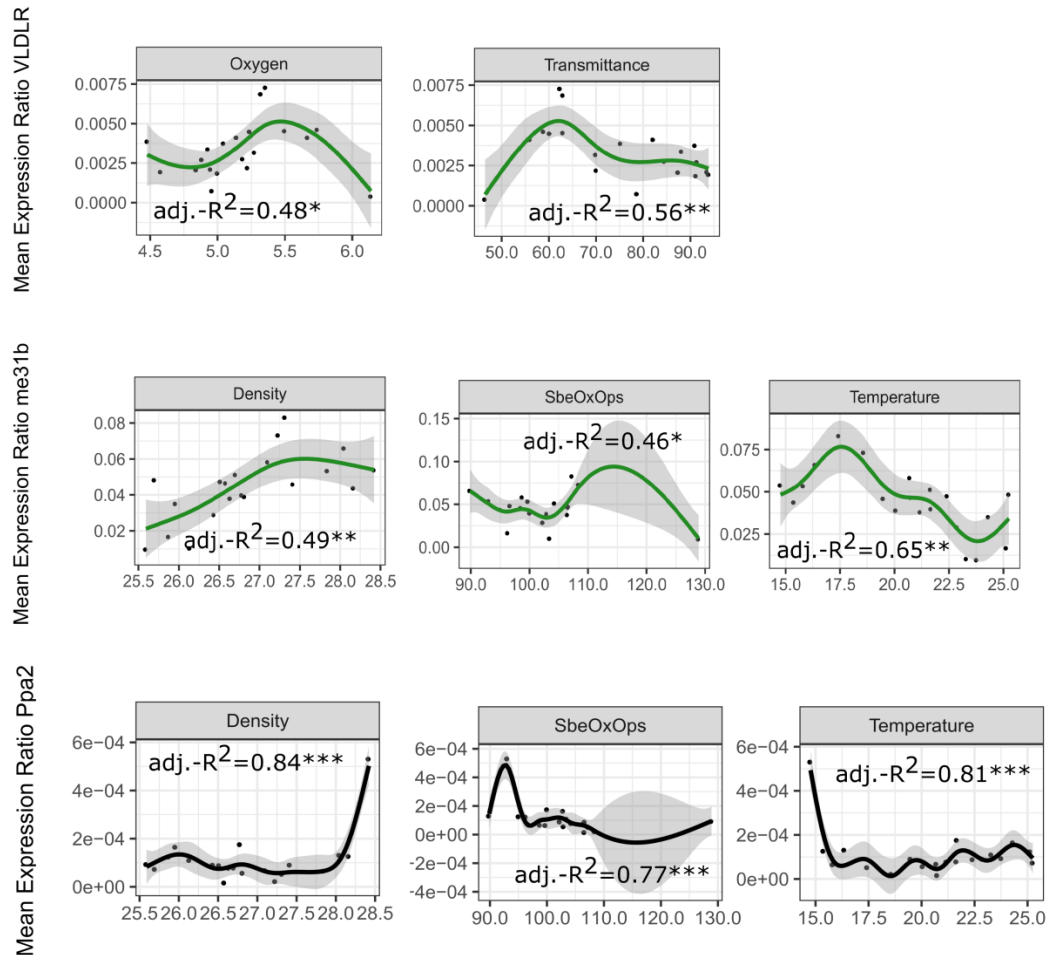 Mean Expression Ratio VLDLR
Oxygen
0.0075
0.0050
0.0025
0.0000
adj.-R²=0.48*
4.5 5.0 5.5 6.0
Transmittance
0.0075
0.0050
0.0025
0.0000
adj.-R²=0.56**
50.0 60.0 70.0 80.0 90.0
Mean Expression Ratio me31b
Density
0.08
0.06
0.04
0.02
adj.-R²=0.49**
25.5 26.0 26.5 27.0 27.5 28.0 28.5
SbeOxOps
0.15
0.10
0.05
0.00
adj.-R²=0.46*
90.0 100.0 110.0 120.0 130.0
Temperature
0.075
0.050
0.025
adj.-R²=0.65**
15.0 17.5 20.0 22.5 25.0
Mean Expression Ratio Ppa2
Density
6e−04
4e−04
2e−04
0e+00
adj.-R²=0.84***
25.5 26.0 26.5 27.0 27.5 28.0 28.5
SbeOxOps
6e−04
4e−04
2e−04
0e+00
−2e−04
−4e−04
adj.-R²=0.77***
90.0 100.0 110.0 120.0 130.0
Temperature
6e−04
4e−04
2e−04
0e+00
adj.-R²=0.81***
15.0 17.5 20.0 22.5 25.0